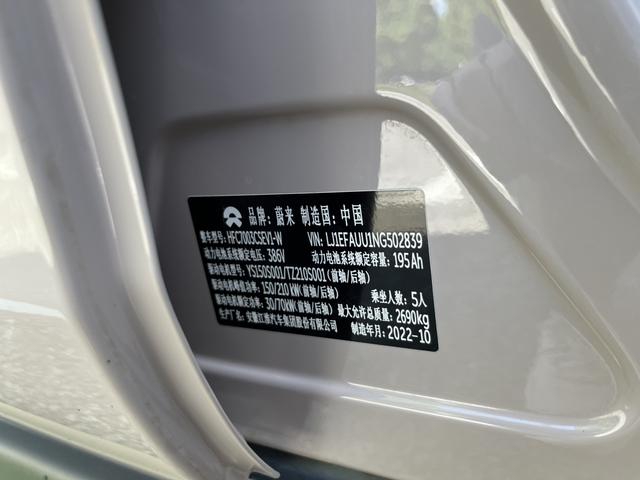 品牌：蔚来 制造国：中国
整车型号：HFC7003CSEV1-W VIN: LJ1EFAUU1NG502839
动力电池系统额定电压：386V 动力电池系统额定容量：195Ah
驱动电机型号：YS150S001/TZ210S001(前轴/后轴)
驱动电机峰值功率：150/210 kW(前轴/后轴) 乘坐人数：5人
驱动电机额定功率：30/70kW(前轴/后轴) 最大允许总质量：2690kg
生产厂名：安徽江淮汽车集团股份有限公司 制造年月：2022-10